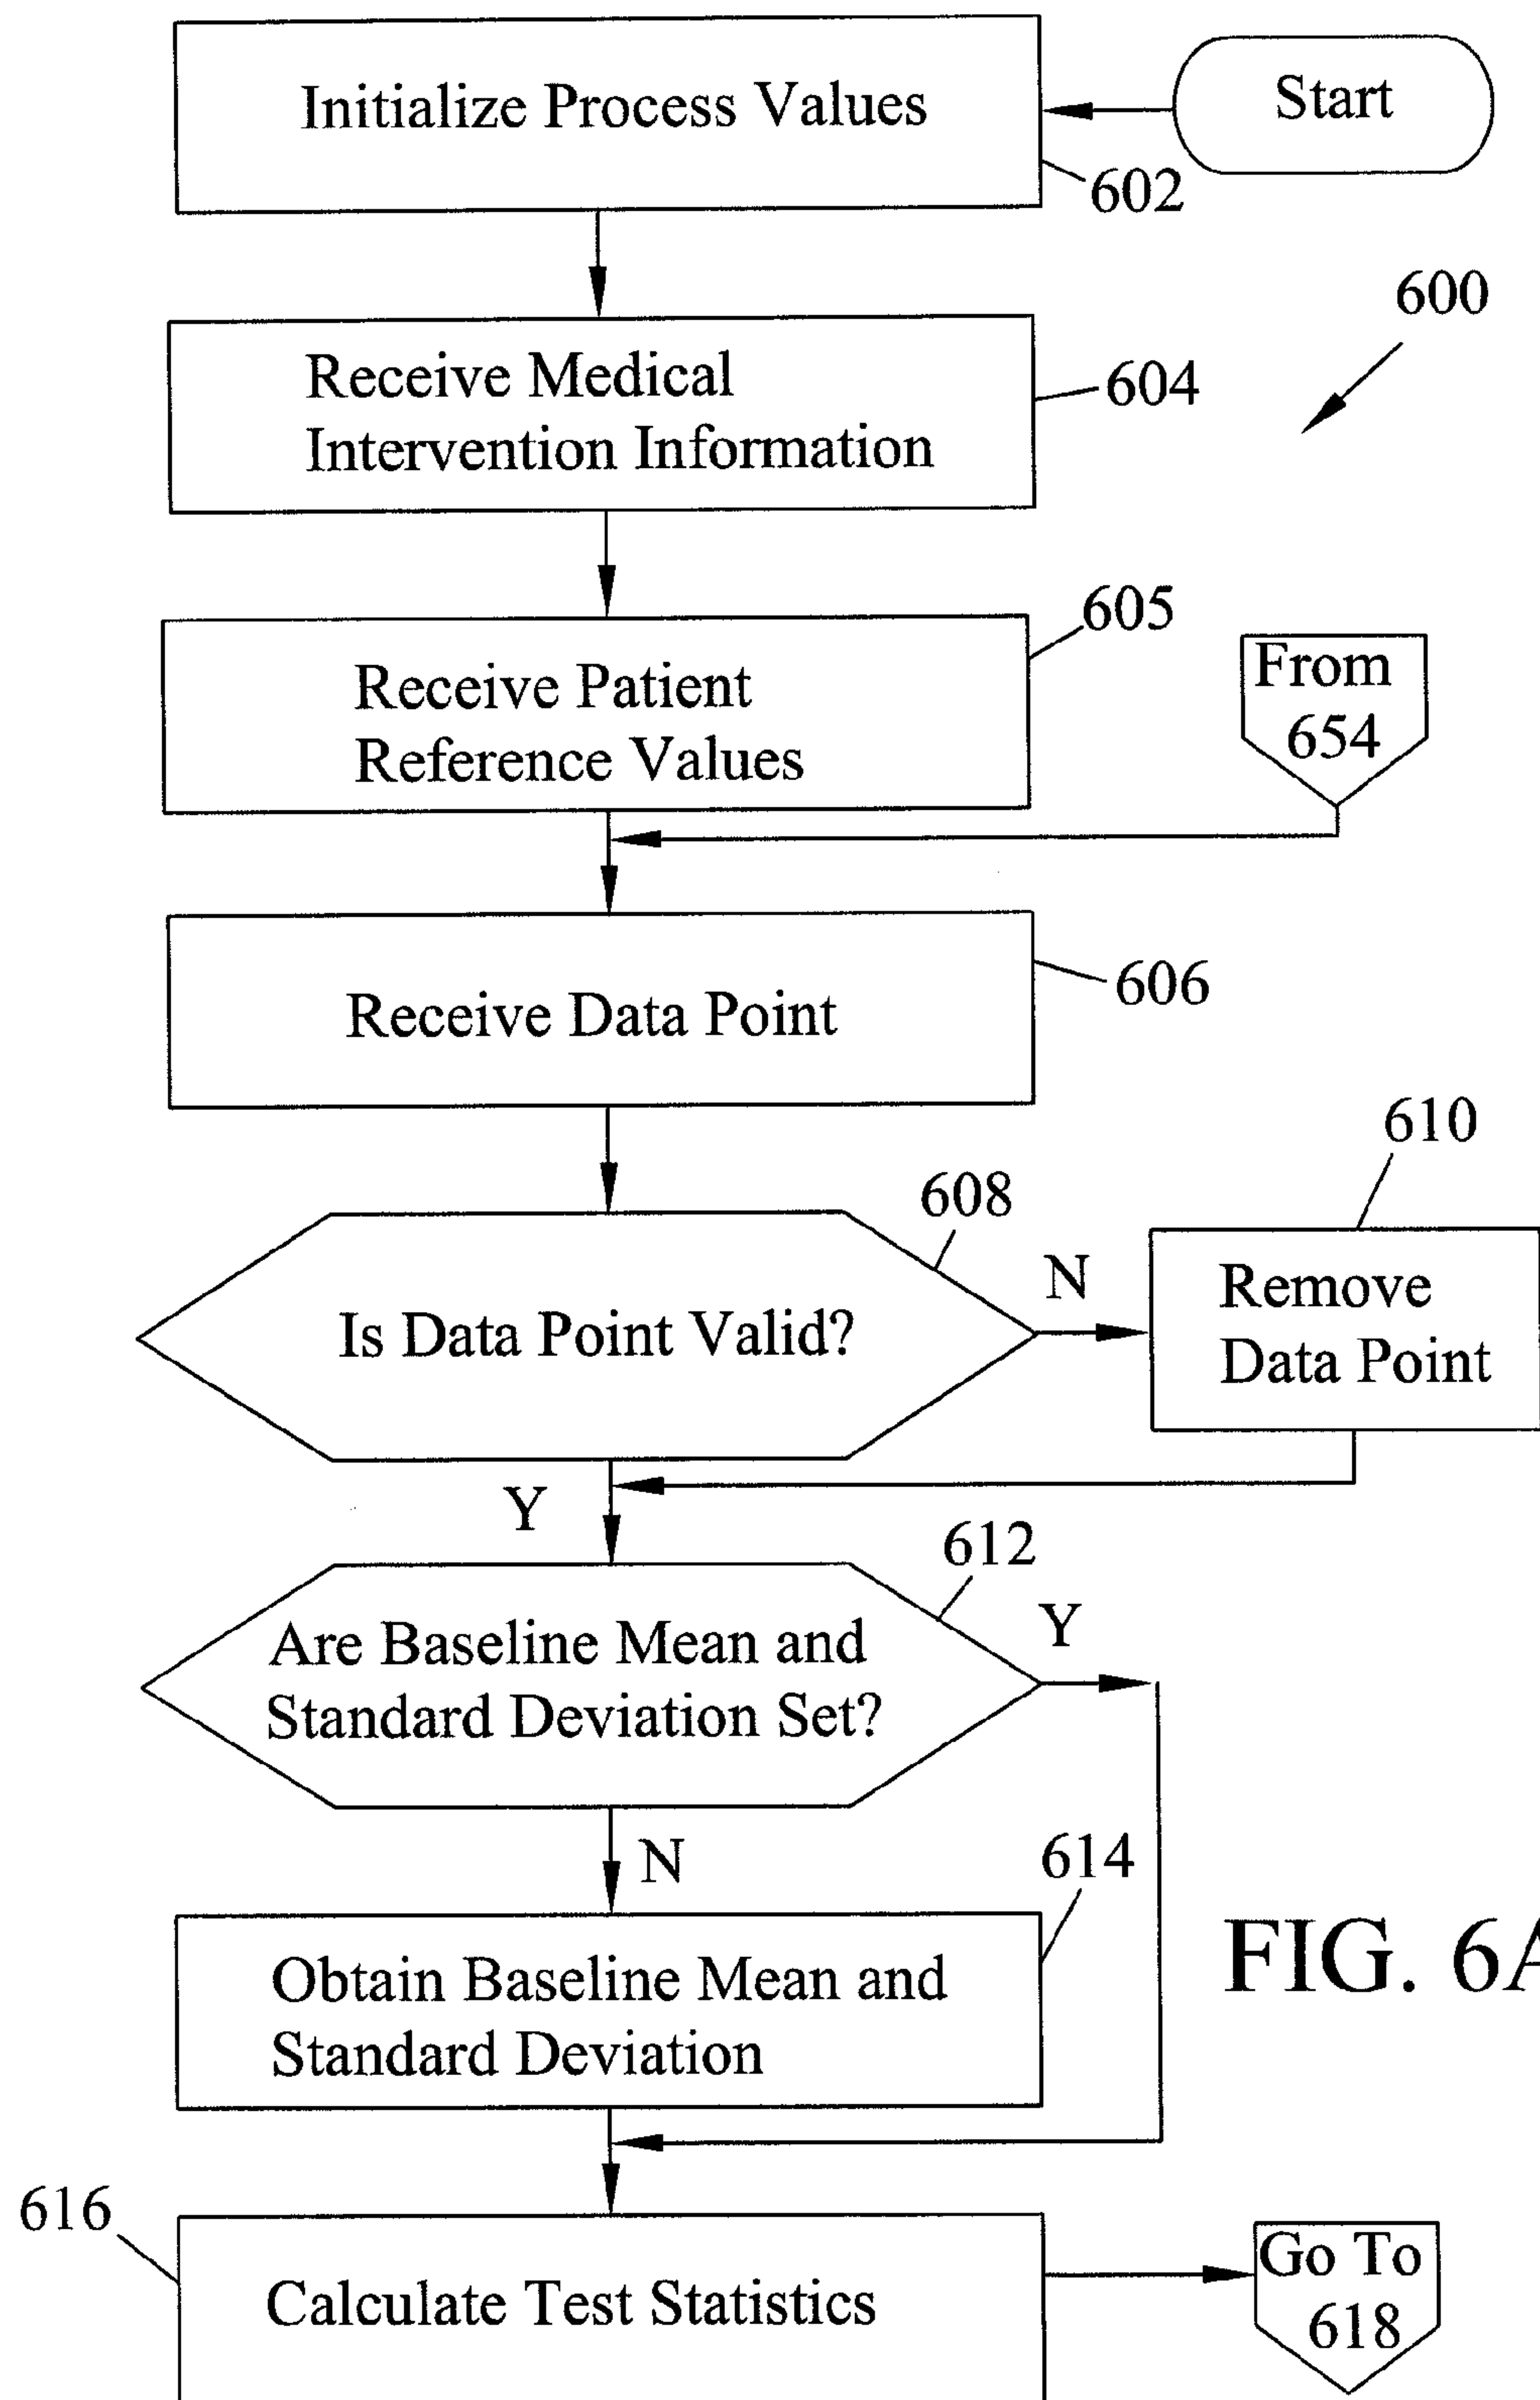 Initialize Process Values
Start
602
600
Receive Medical
Intervention Information
604
605
Receive Patient
Reference Values
From
654
Receive Data Point
606
610
608
Is Data Point Valid?
N
Remove
Data Point
Y
612
Are Baseline Mean and
Standard Deviation Set?
Y
N
614
Obtain Baseline Mean and
Standard Deviation
FIG. 6A
616
Calculate Test Statistics
Go To
618